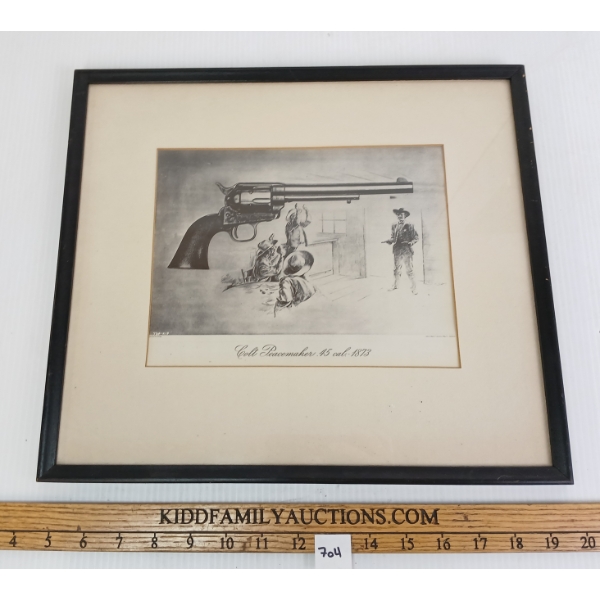 Colt Peacemaker .45 cal. 1873
KIDDFAMILYAUCTIONS.COM
4 5 6 7 8 9 10 11 12 14 15 16 17 18 19 20
704